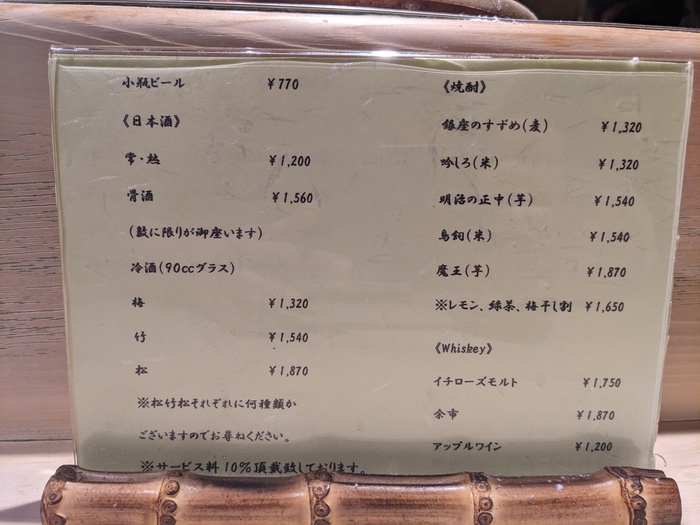 小瓶ビール ¥770
《日本酒》
常・熱 ¥1,200
骨酒 ¥1,560
(数に限りが御座います)
冷酒(90ccグラス)
梅 ¥1,320
竹 ¥1,540
松 ¥1,870
※松竹松それぞれに何種類か
ございますのでお尋ねください。
※サービス料10%頂戴致しております。
《焼酎》
銀座のすずめ(麦) ¥1,320
吟しろ(米) ¥1,320
明治の正中(芋) ¥1,540
鳥飼(米) ¥1,540
魔王(芋) ¥1,870
※レモン、緑茶、梅干し割 ¥1,650
《Whiskey》
イチローズモルト ¥1,750
余市 ¥1,870
アップルワイン ¥1,200